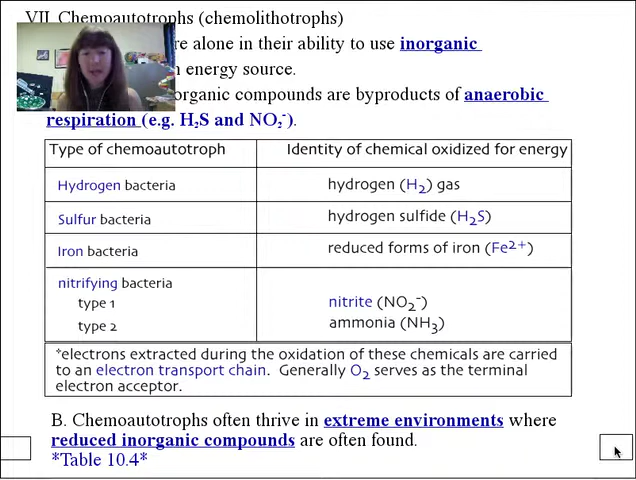 VII. Chemoautotrophs (chemolithotrophs)
re alone in their ability to use inorganic
n energy source.
organic compounds are byproducts of anaerobic
respiration (e.g. H₂S and NO₂⁻).
Type of chemoautotroph Identity of chemical oxidized for energy
Hydrogen bacteria hydrogen (H₂) gas
Sulfur bacteria hydrogen sulfide (H₂S)
Iron bacteria reduced forms of iron (Fe²⁺)
nitrifying bacteria
type 1 nitrite (NO₂⁻)
type 2 ammonia (NH₃)
*electrons extracted during the oxidation of these chemicals are carried
to an electron transport chain. Generally O₂ serves as the terminal
electron acceptor.
B. Chemoautotrophs often thrive in extreme environments where
reduced inorganic compounds are often found.
*Table 10.4*